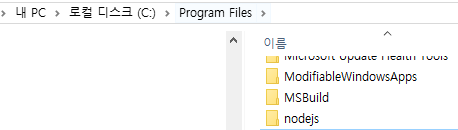 내 PC > 로컬 디스크 (C:) > Program Files >
이름
Microsoft Update Health Tools
ModifiableWindowsApps
MSBuild
nodejs